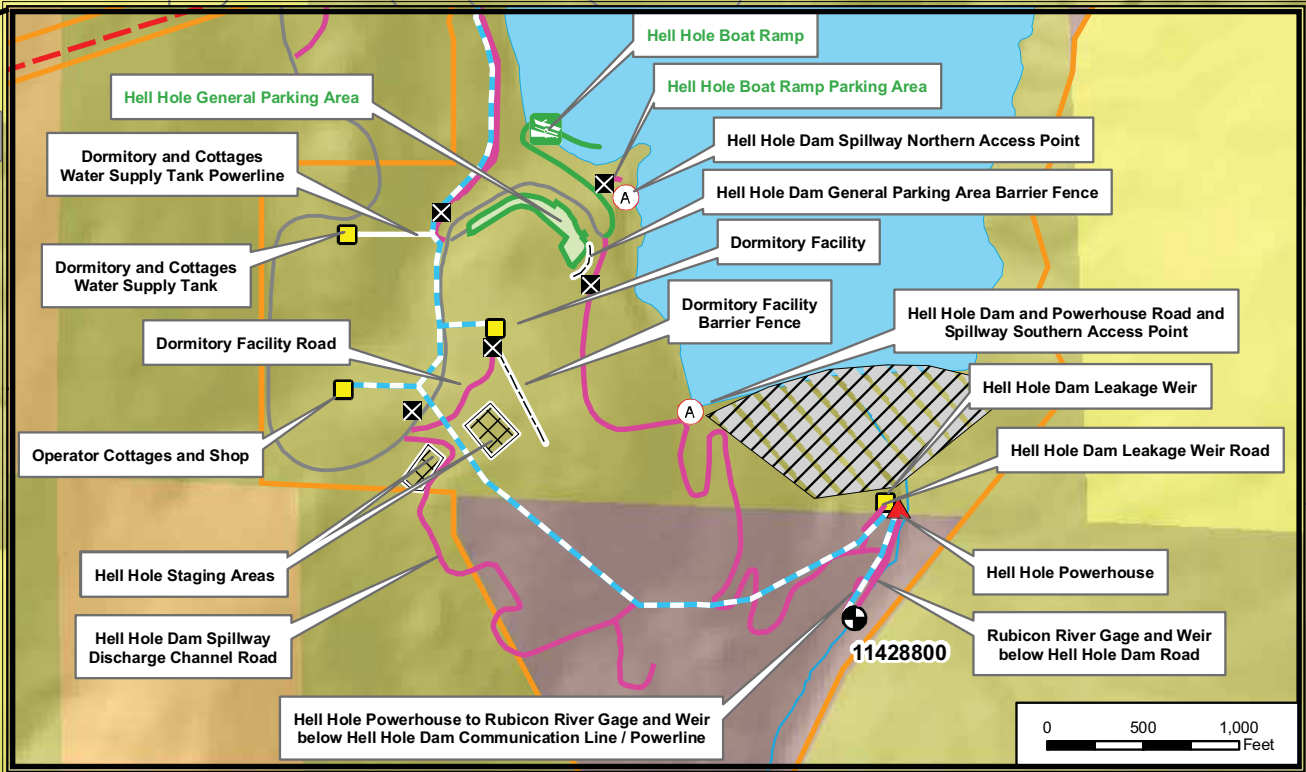 Hell Hole Boat Ramp
Hell Hole Boat Ramp Parking Area
Hell Hole General Parking Area
Hell Hole Dam Spillway Northern Access Point
Dormitory and Cottages
Water Supply Tank Powerline
Hell Hole Dam General Parking Area Barrier Fence
A
Dormitory Facility
Dormitory and Cottages
Water Supply Tank
Dormitory Facility
Barrier Fence
Hell Hole Dam and Powerhouse Road and
Spillway Southern Access Point
Dormitory Facility Road
Hell Hole Dam Leakage Weir
A
Operator Cottages and Shop
Hell Hole Dam Leakage Weir Road
Hell Hole Staging Areas
Hell Hole Powerhouse
Hell Hole Dam Spillway
Discharge Channel Road
Rubicon River Gage and Weir
below Hell Hole Dam Road
11428800
Hell Hole Powerhouse to Rubicon River Gage and Weir
below Hell Hole Dam Communication Line / Powerline
0 500 1,000
Feet